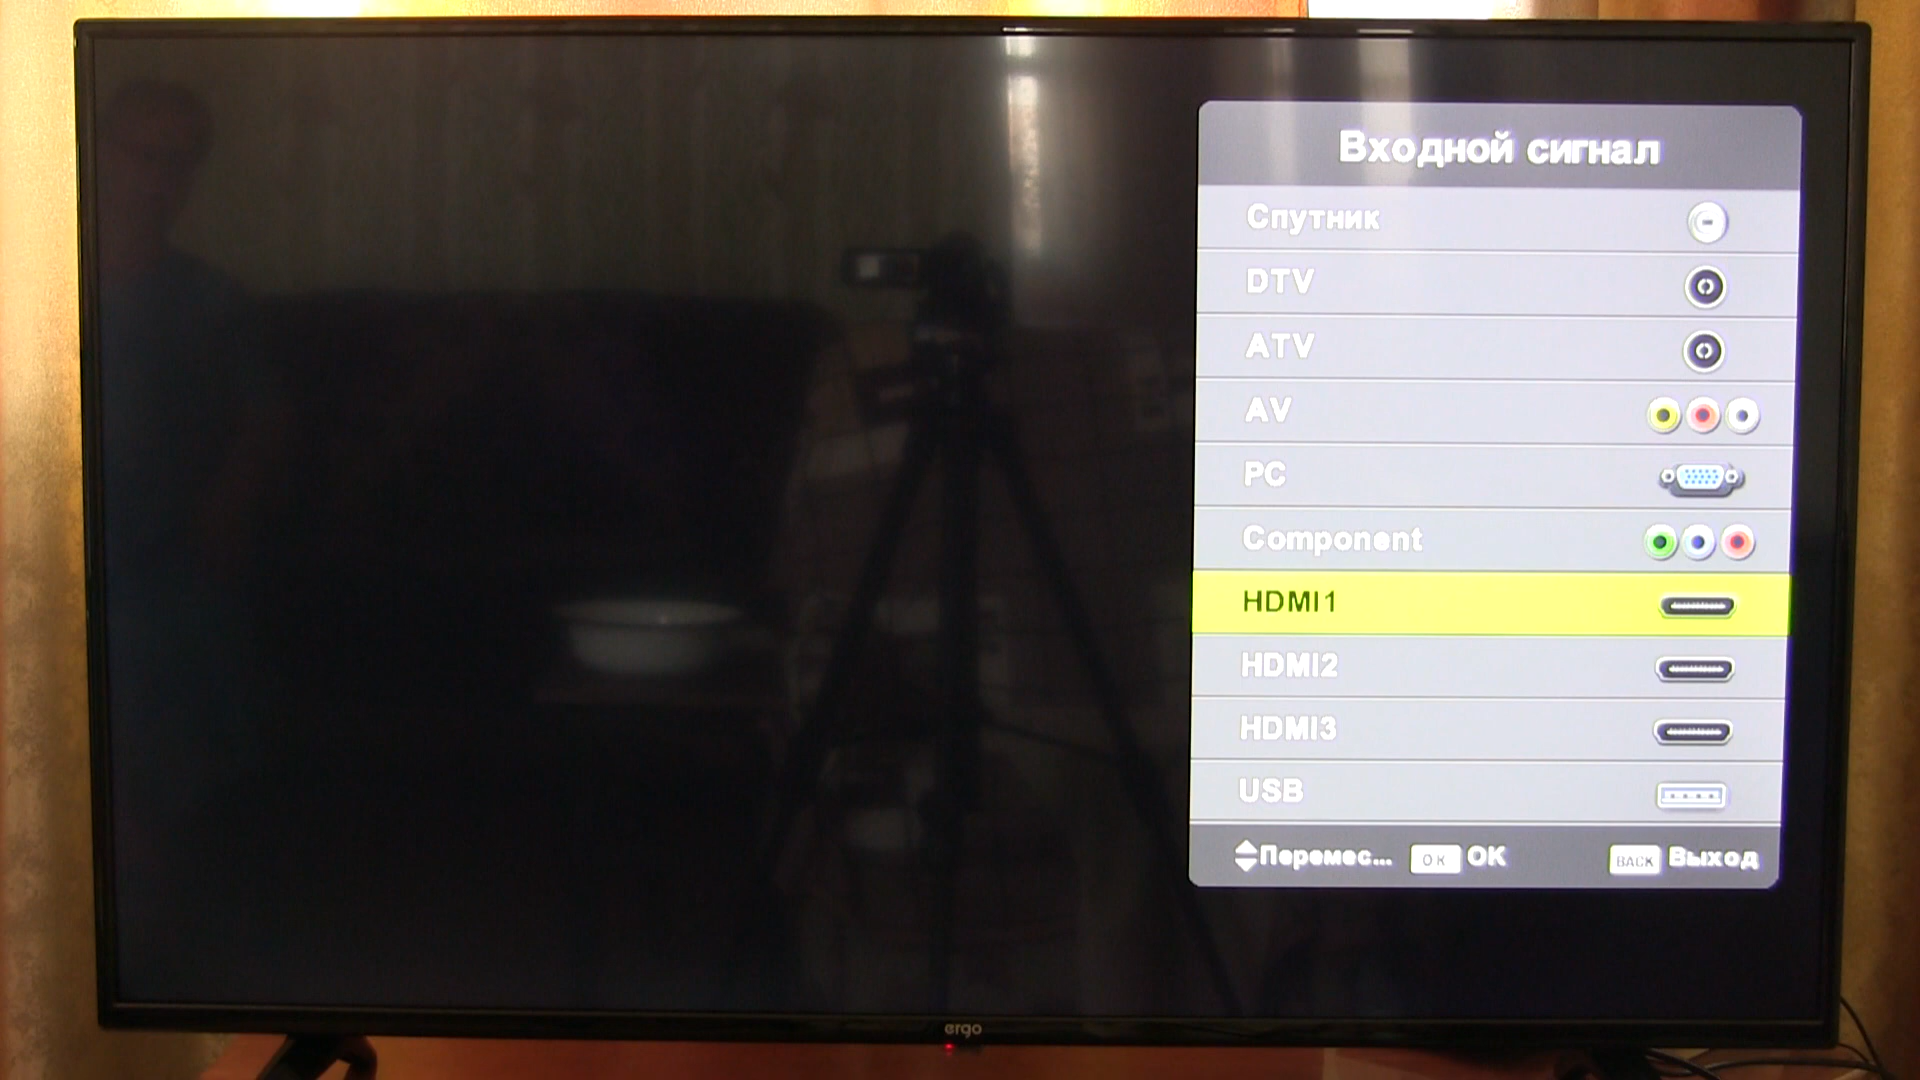 Входной сигнал
Спутник
DTV
ATV
AV
PC
Component
HDMI1
HDMI2
HDMI3
USB
Перемес... OK OK BACK Выход
ergo